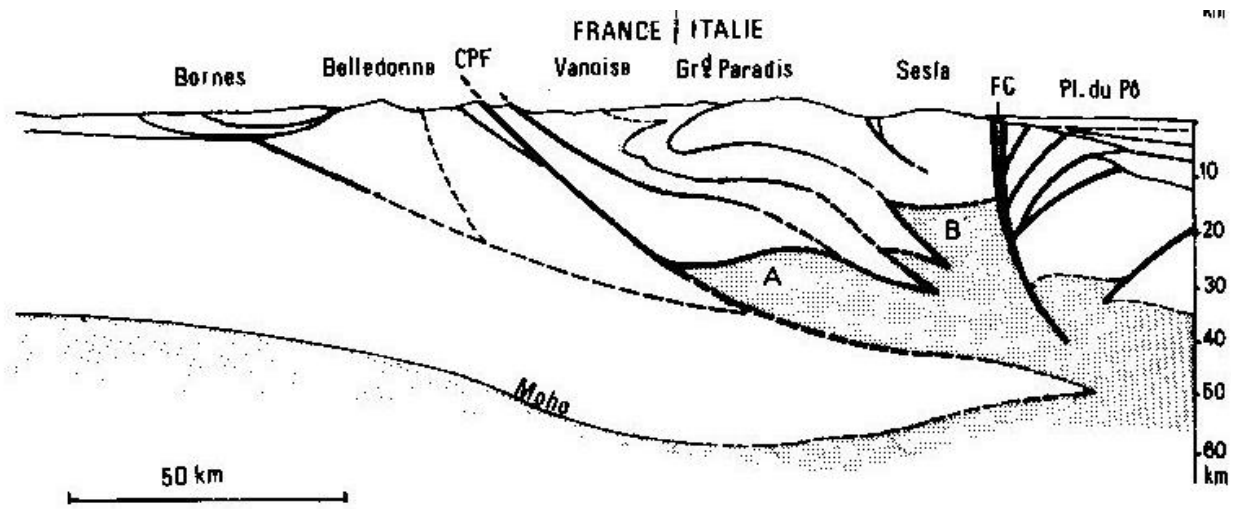 FRANCE ITALIE
Bornes Belledonna CPF Vanoise Grd Paradis Sesia FC Pl. du Pô
10
A
B
20
30
40
Moho
50
60
km
50 km